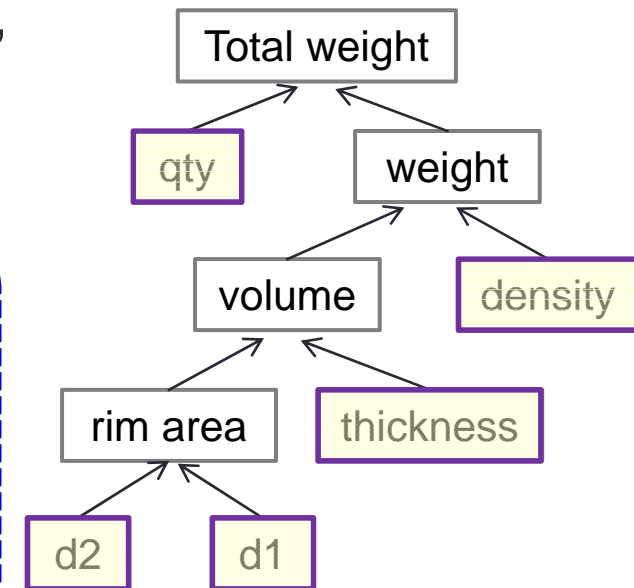 Total weight
qty
weight
volume
density
rim area
thickness
d2
d1